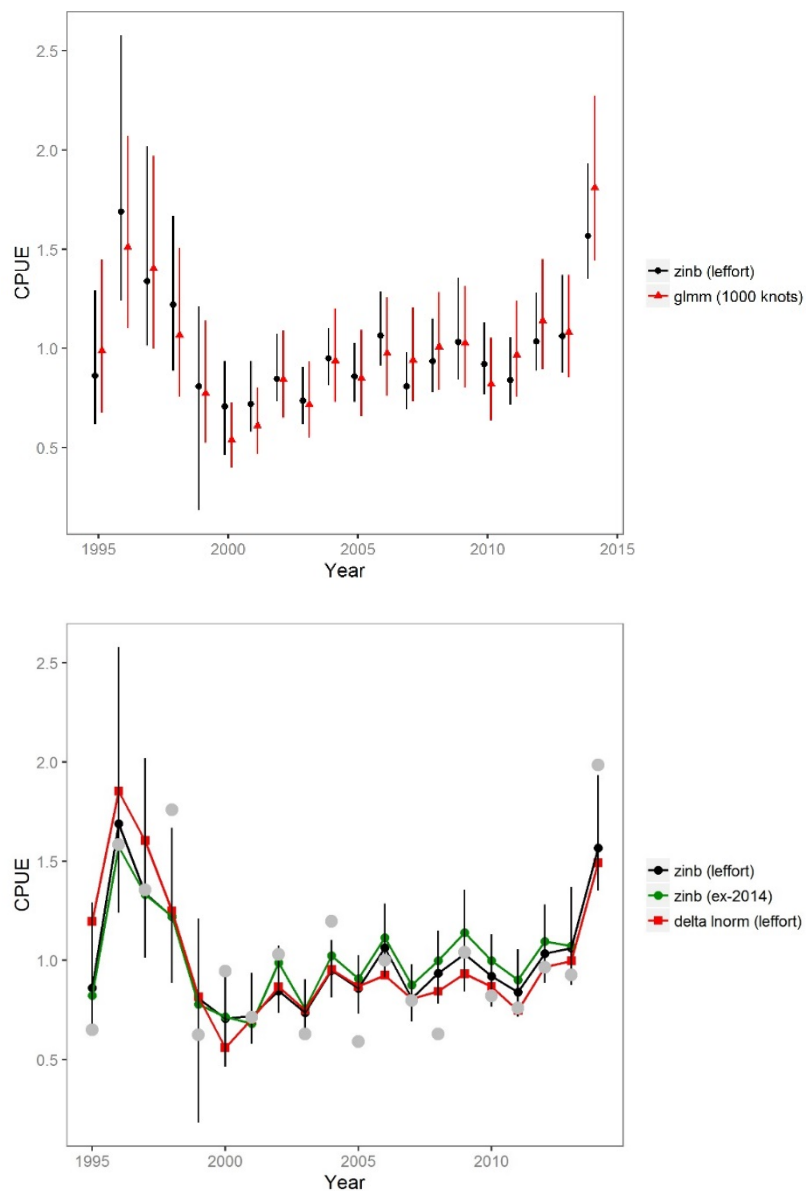 2.5
2.0
1.5
1.0
0.5
CPUE
1995
2000
2005
2010
2015
Year
zinb (leffort)
glmm (1000 knots)
2.5
2.0
1.5
1.0
0.5
CPUE
1995
2000
2005
2010
Year
zinb (leffort)
zinb (ex-2014)
delta lnorm (leffort)